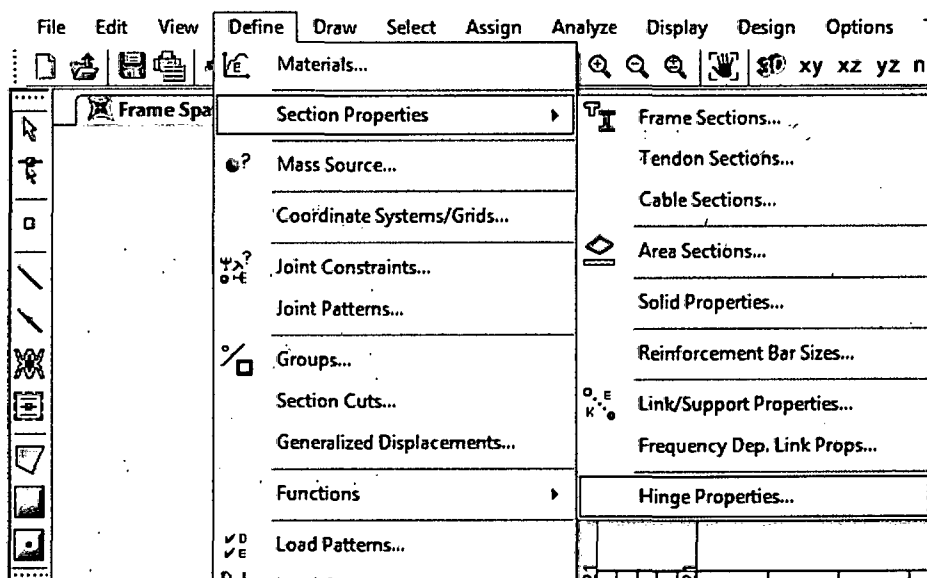 File Edit View Define Draw Select Assign Analyze Display Design Options
xy xz yz n
Materials...
Frame Spa
Section Properties
Mass Source...
Coordinate Systems/Grids...
Joint Constraints...
Joint Patterns...
Groups...
Section Cuts...
Generalized Displacements...
Functions
Load Patterns...
Frame Sections...
Tendon Sections...
Cable Sections...
Area Sections...
Solid Properties...
Reinforcement Bar Sizes...
Link/Support Properties...
Frequency Dep. Link Props...
Hinge Properties...